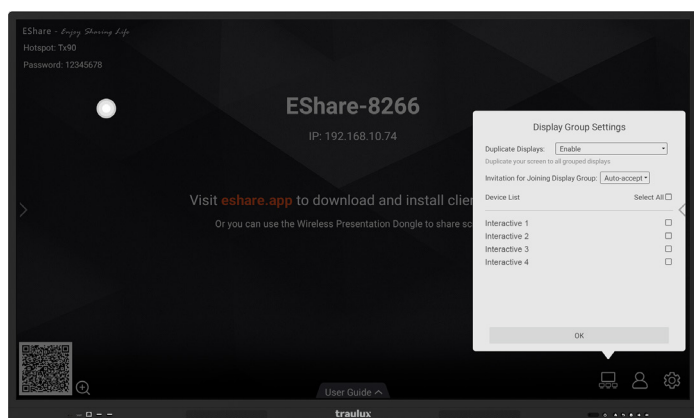 EShare - Enjoy Sharing Life
Hotspot: Tx90
Password: 12345678
EShare-8266
IP: 192.168.10.74
Visit eshare.app to download and install clien
Or you can use the Wireless Presentation Dongle to share sc
Display Group Settings
Duplicate Displays: Enable
Duplicate your screen to all grouped displays
Invitation for Joining Display Group: Auto-accept
Device List Select All
Interactive 1
Interactive 2
Interactive 3
Interactive 4
OK
User Guide
traulux